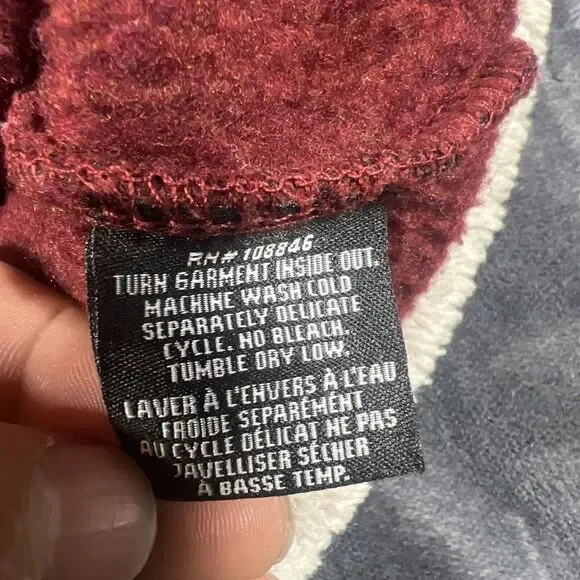 RN# 108846
TURN GARMENT INSIDE OUT.
MACHINE WASH COLD
SEPARATELY DELICATE
CYCLE. NO BLEACH.
TUMBLE DRY LOW.
LAVER À L'ENVERS À L'EAU
FROIDE SEPARÉMENT
AU CYCLE DÉLICAT NE PAS
JAVELLISER SÉCHER
À BASSE TEMP.